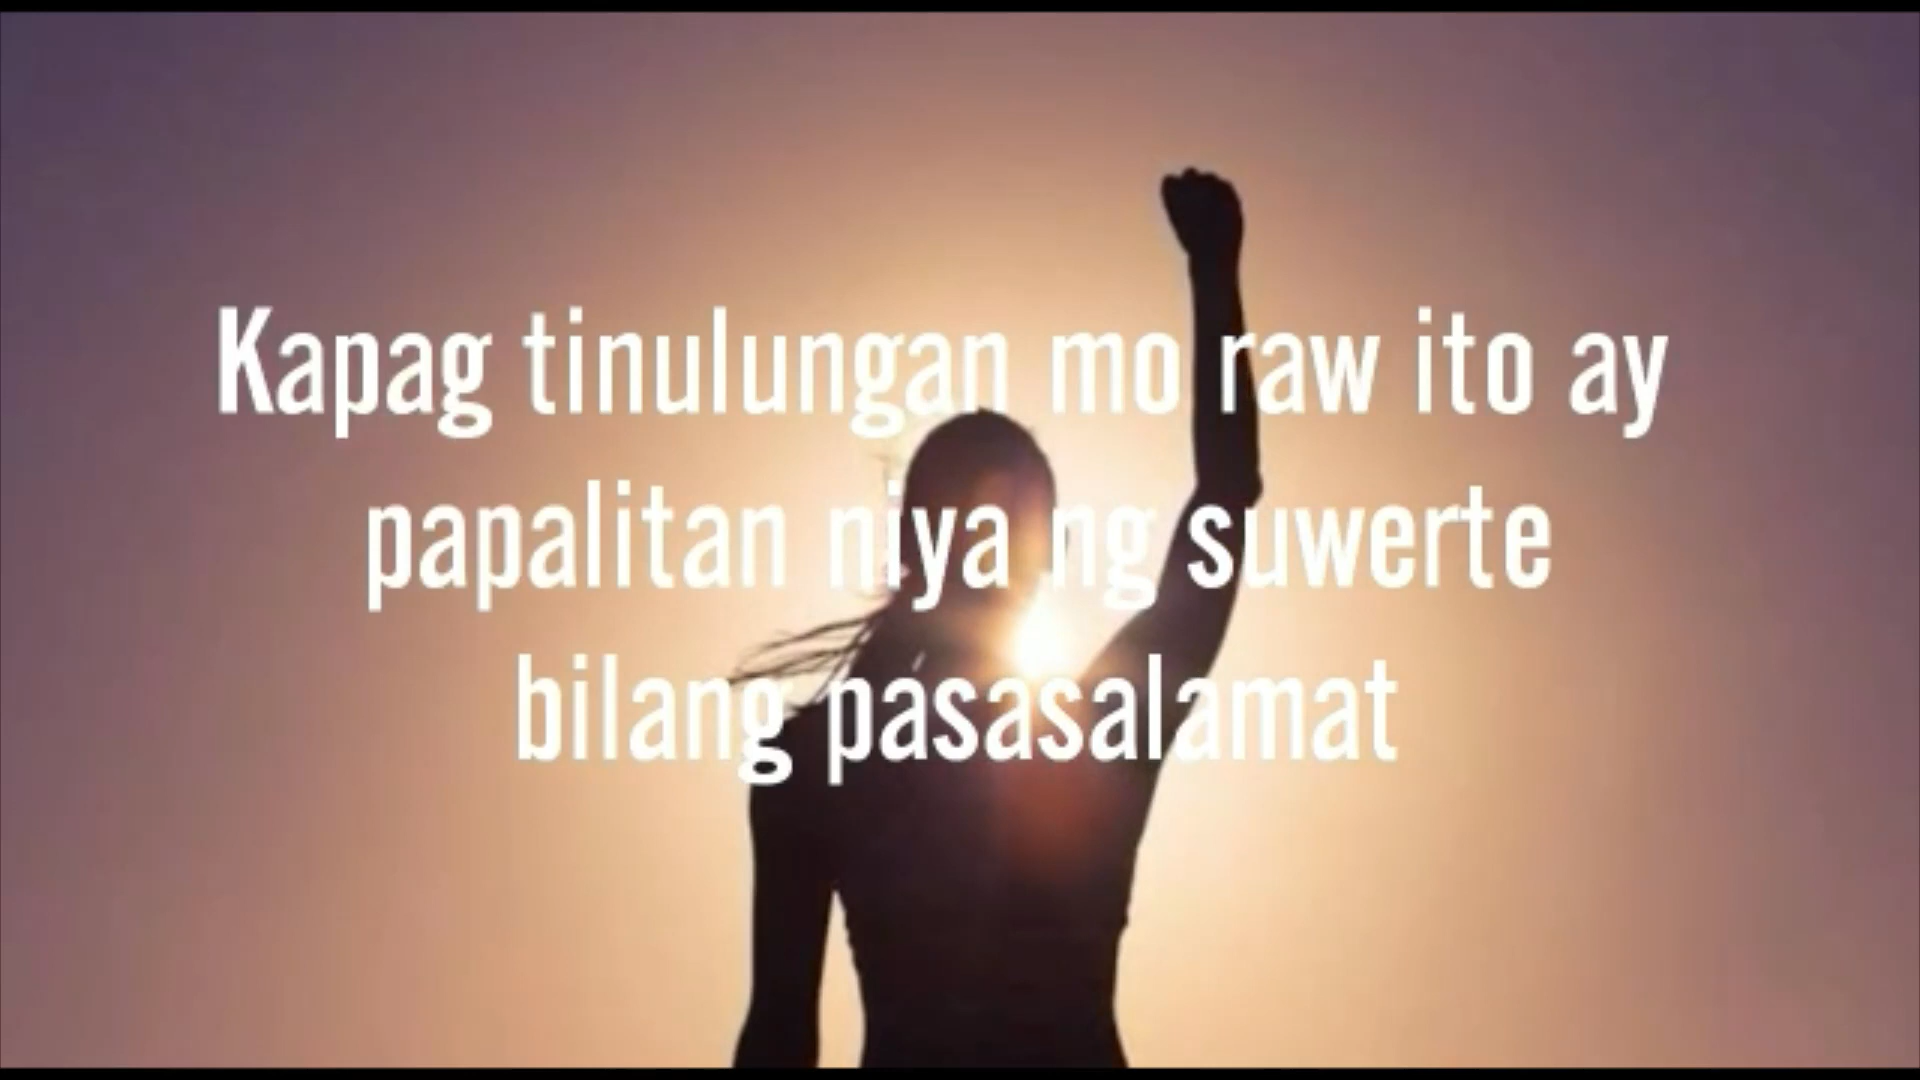 Kapag tinulungan mo raw ito ay
papalitan niya ng suwerte
bilang pasasalamat